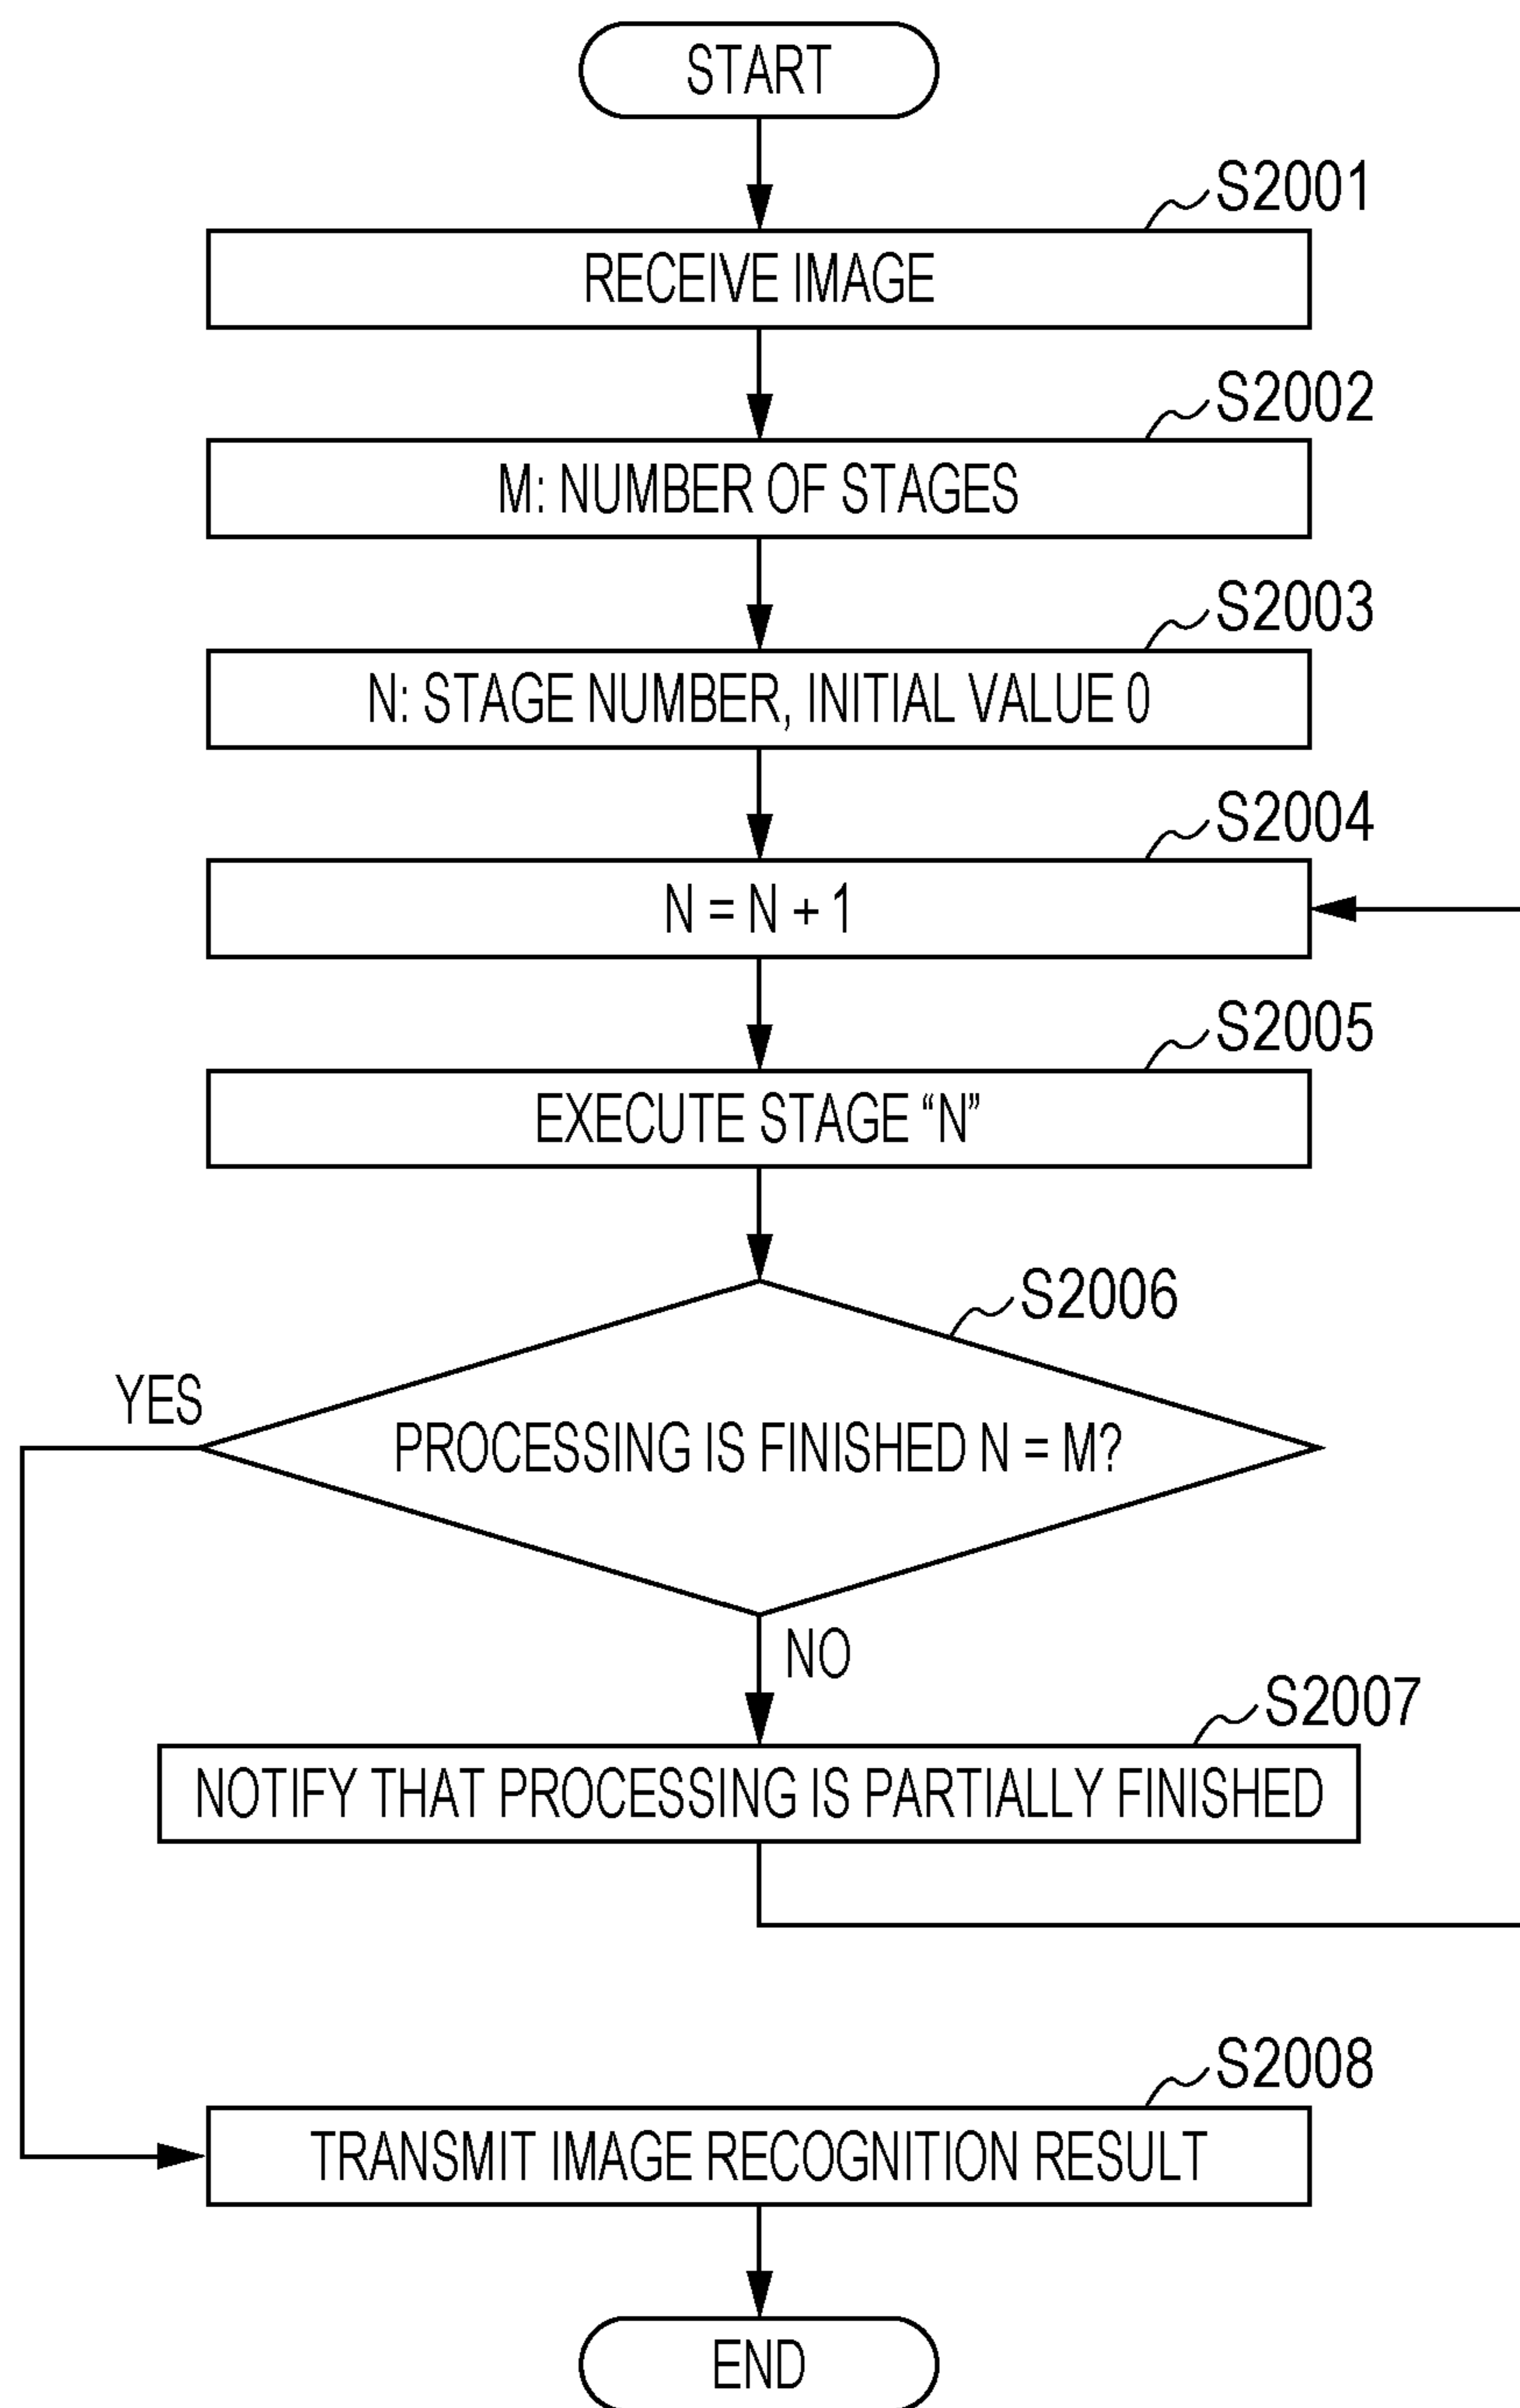 START
S2001
RECEIVE IMAGE
S2002
M: NUMBER OF STAGES
S2003
N: STAGE NUMBER, INITIAL VALUE 0
S2004
N = N + 1
S2005
EXECUTE STAGE “N”
S2006
YES
PROCESSING IS FINISHED N = M?
NO
S2007
NOTIFY THAT PROCESSING IS PARTIALLY FINISHED
S2008
TRANSMIT IMAGE RECOGNITION RESULT
END